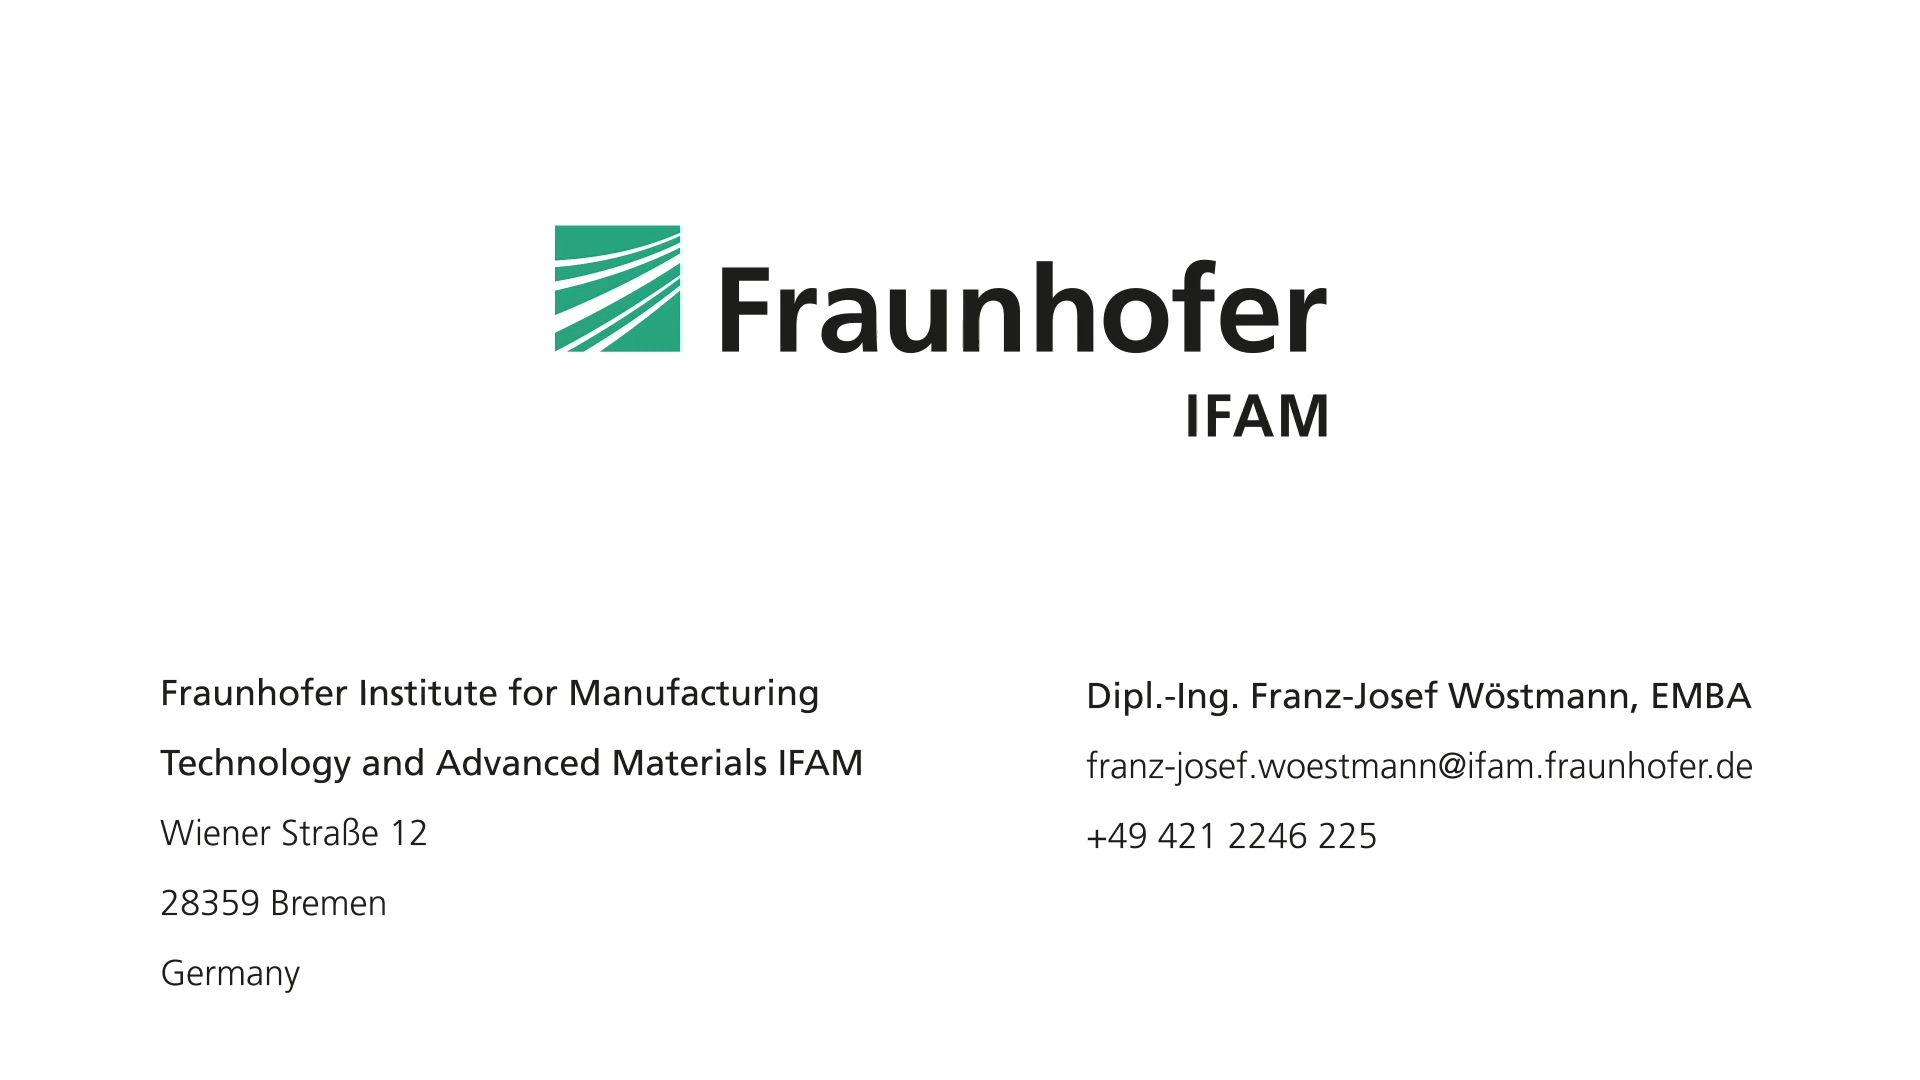 Fraunhofer
IFAM
Fraunhofer Institute for Manufacturing
Technology and Advanced Materials IFAM
Wiener Straße 12
28359 Bremen
Germany
Dipl.-Ing. Franz-Josef Wöstmann, EMBA
franz-josef.woestmann@ifam.fraunhofer.de
+49 421 2246 225